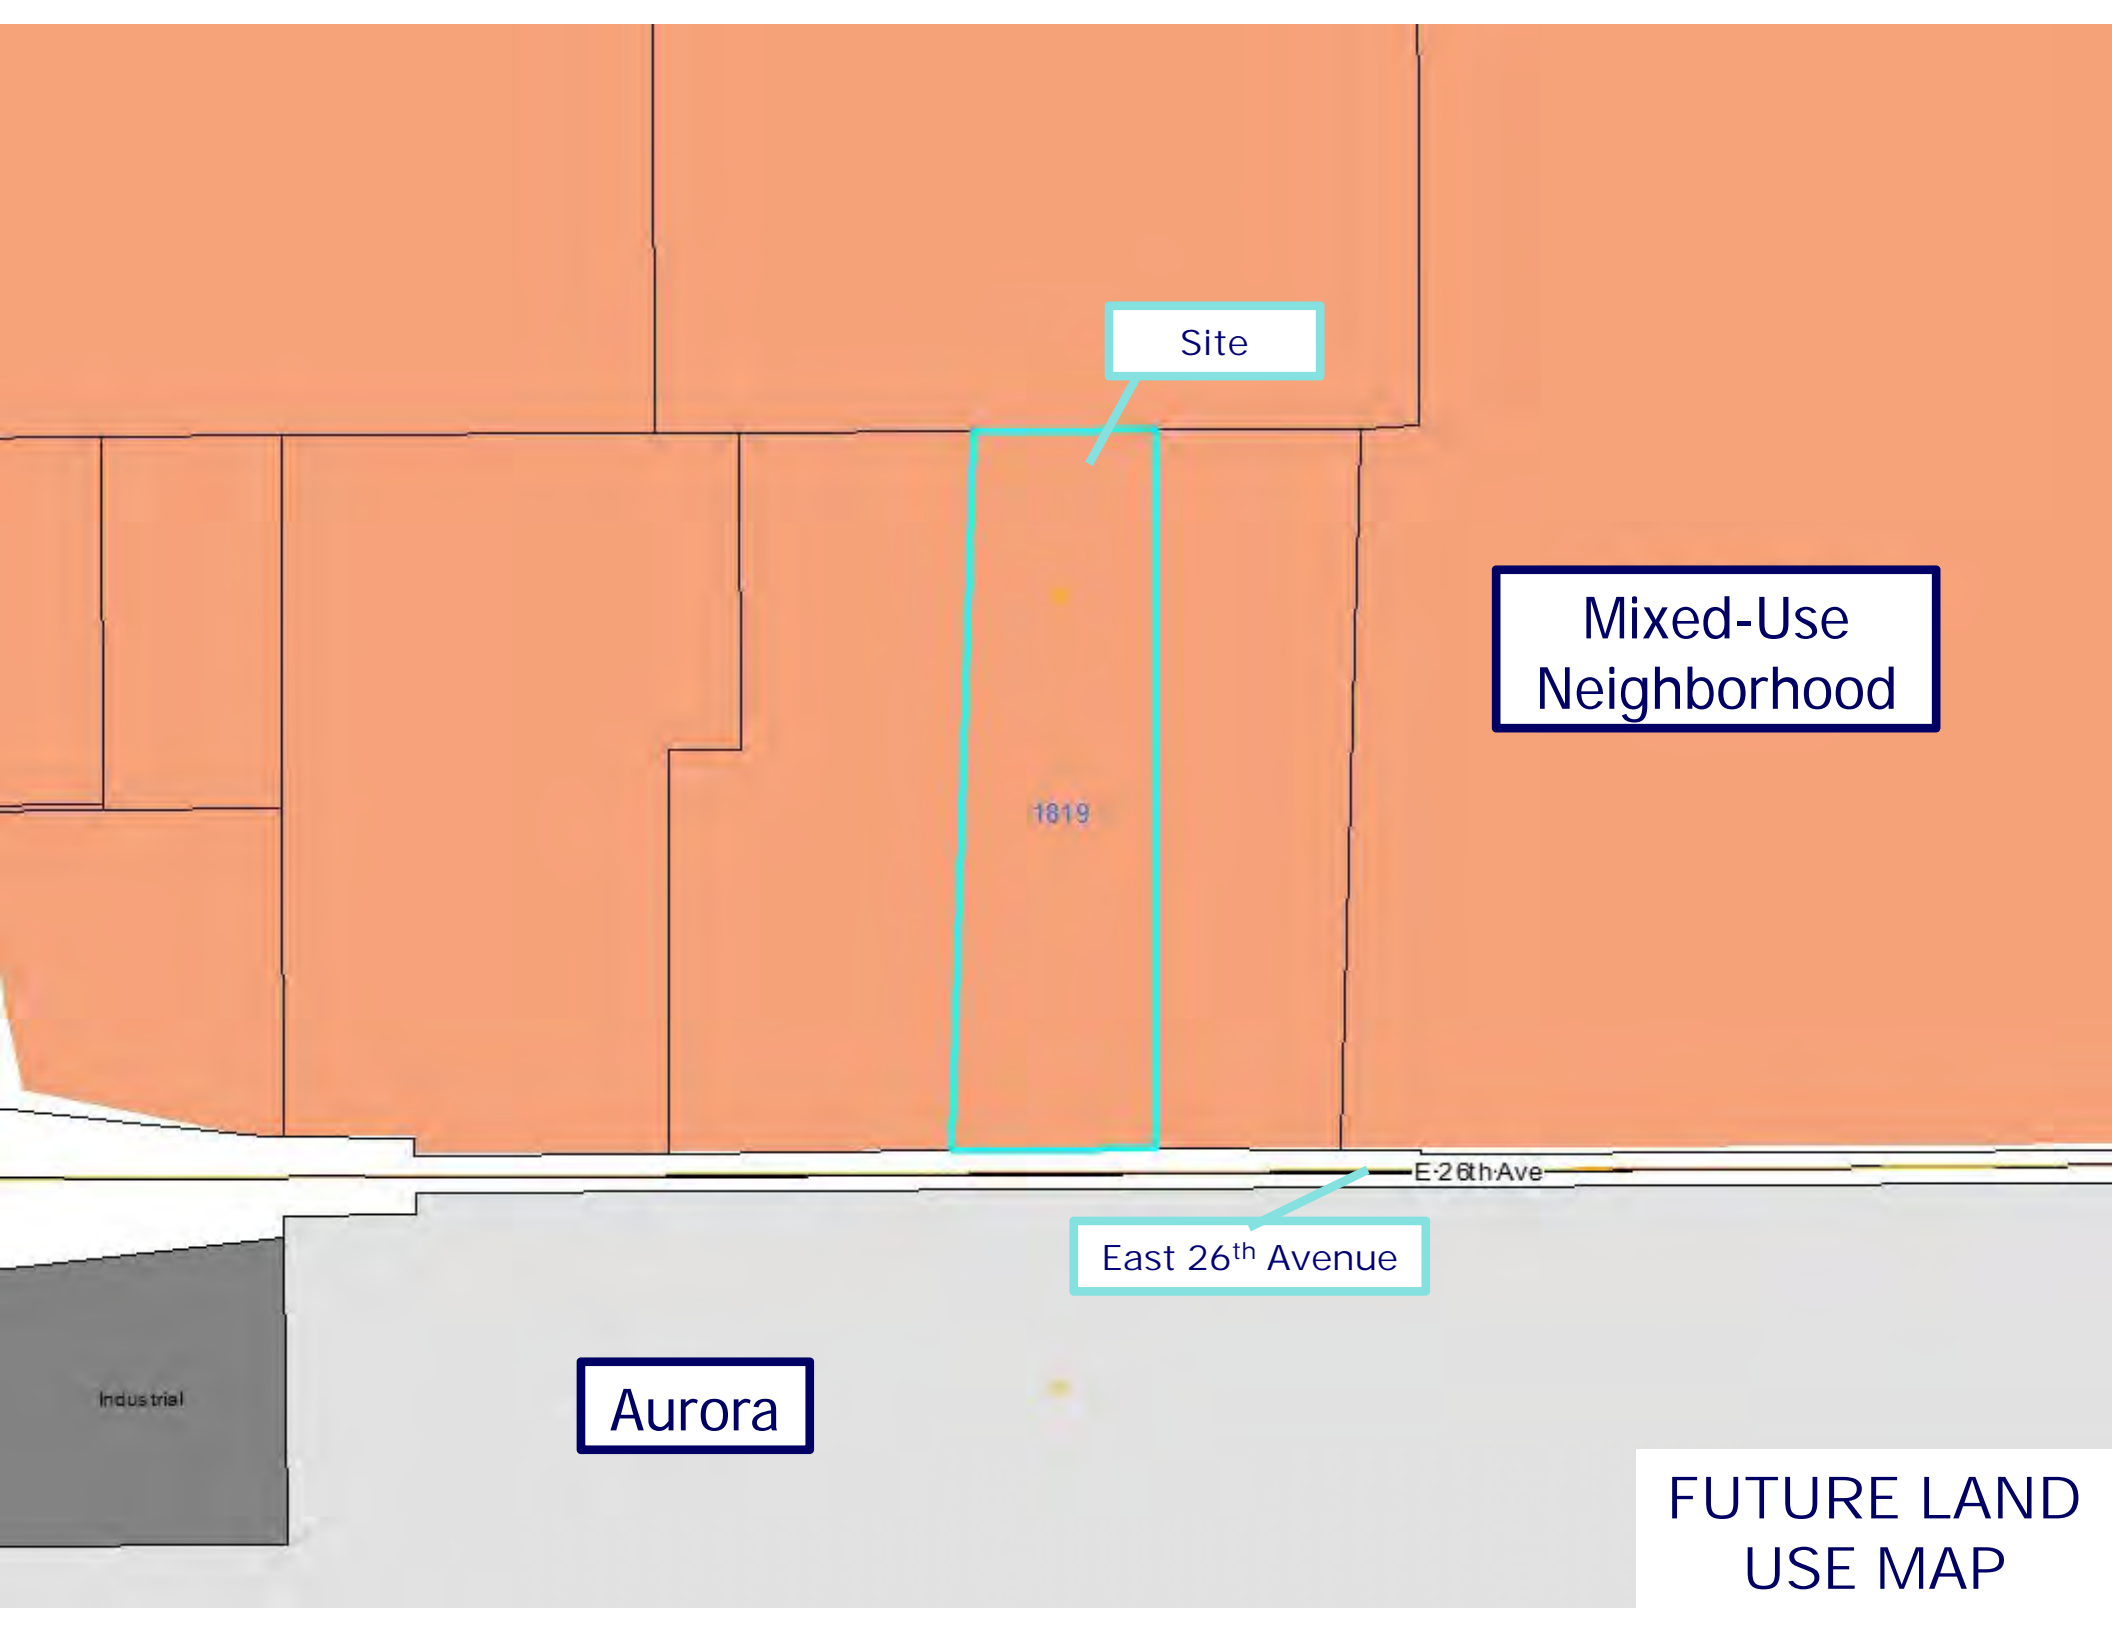 Site
Mixed-Use
Neighborhood
1819
E 26th Ave
East 26th Avenue
Industrial
Aurora
FUTURE LAND
USE MAP